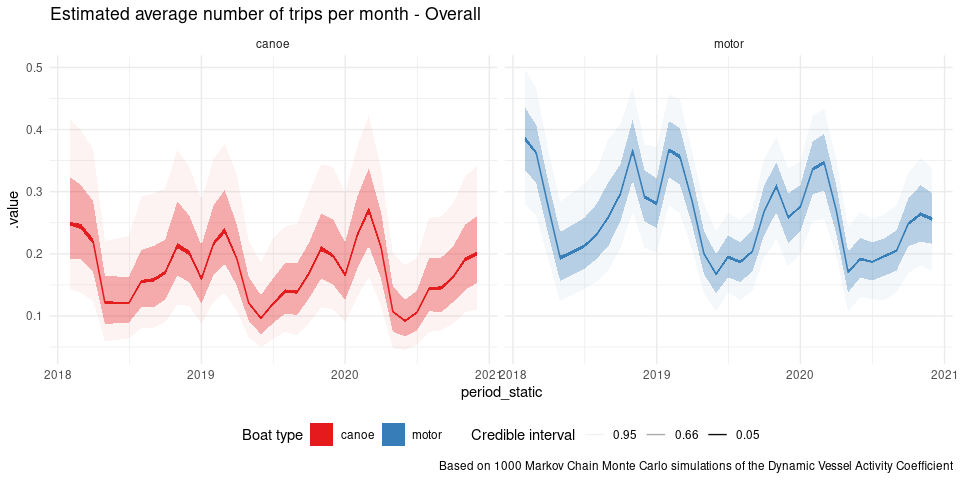 Estimated average number of trips per month - Overall
canoe motor
0.5
0.4
0.3
0.2
0.1
.value
2018 2019 2020 2021 2018 2019 2020 2021
period_static
Boat type canoe motor Credible interval 0.95 0.66 0.05
Based on 1000 Markov Chain Monte Carlo simulations of the Dynamic Vessel Activity Coefficient